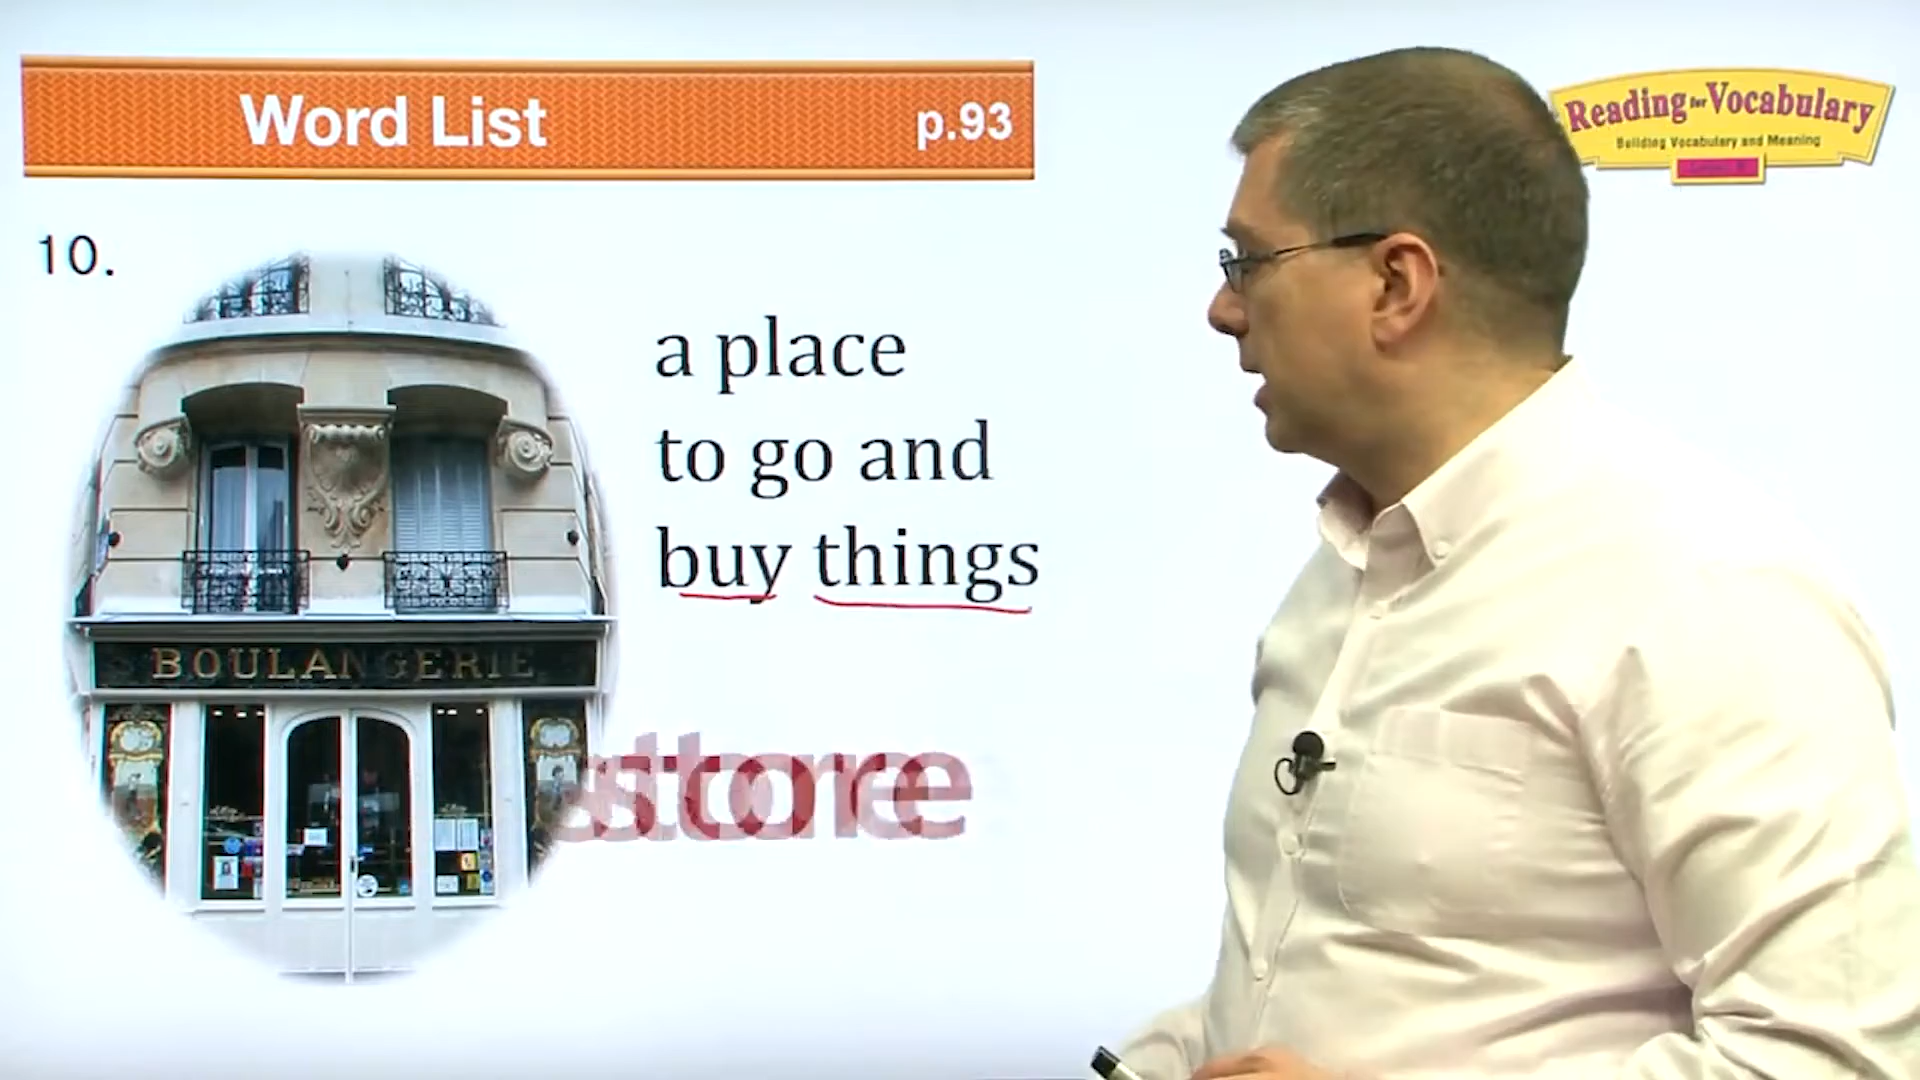 Word List
p.93
Reading for Vocabulary
Building Vocabulary and Meaning
10.
a place
to go and
buy things
BOULANGERIE
store